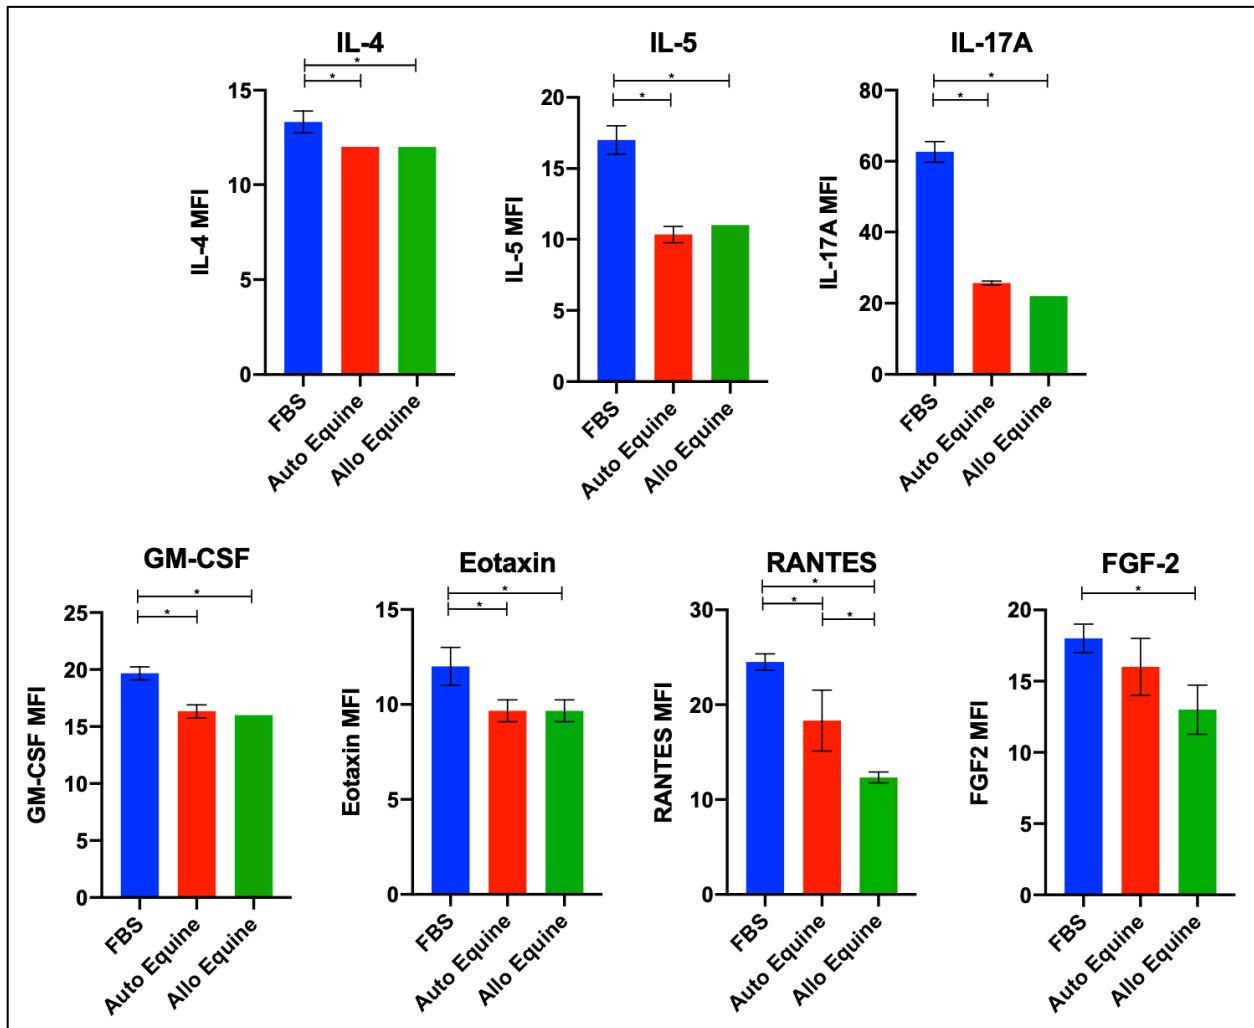 IL-4
* *
IL-4 MFI
15
10
5
0
FBS
Auto Equine
Allo Equine
IL-5
* *
IL-5 MFI
20
15
10
5
0
FBS
Auto Equine
Allo Equine
IL-17A
* *
IL-17A MFI
80
60
40
20
0
FBS
Auto Equine
Allo Equine
GM-CSF
* *
GM-CSF MFI
25
20
15
10
5
0
FBS
Auto Equine
Allo Equine
Eotaxin
* *
Eotaxin MFI
15
10
5
0
FBS
Auto Equine
Allo Equine
RANTES
* * *
RANTES MFI
30
20
10
0
FBS
Auto Equine
Allo Equine
FGF-2
*
FGF2 MFI
20
15
10
5
0
FBS
Auto Equine
Allo Equine